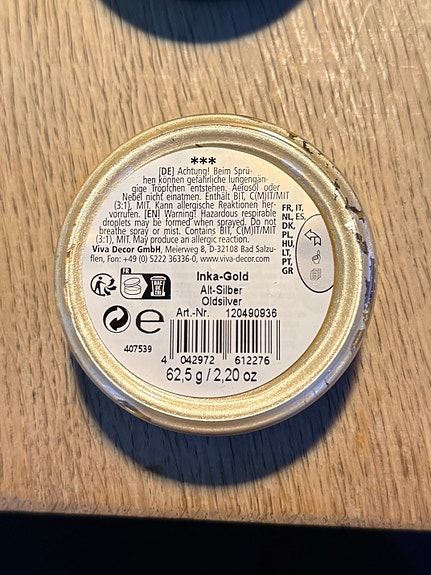 ***
[DE] Achtung! Beim Sprü-
hen können gefährliche lungengän-
gige Tröpfchen entstehen. Aerosol oder
Nebel nicht einatmen. Enthält BIT, C(M)IT/MIT
(3:1), MIT. Kann allergische Reaktionen her-
vorrufen. [EN] Warning! Hazardous respirable
droplets may be formed when sprayed. Do not
breathe spray or mist. Contains BIT, C(M)IT/MIT
(3:1), MIT. May produce an allergic reaction.
Viva Decor GmbH, Meierweg 8, D-32108 Bad Salzu-
flen, Fon: +49 (0) 5222 36336-0, www.viva-decor.com
FR, IT,
NL, ES,
DK,
PL,
HU,
LT,
PT,
GR
FR
BAC
DE TRI
Inka-Gold
Alt-Silber
Oldsilver
Art.-Nr. 120490936
e
407539
4 042972 612276
62,5 g / 2,20 oz